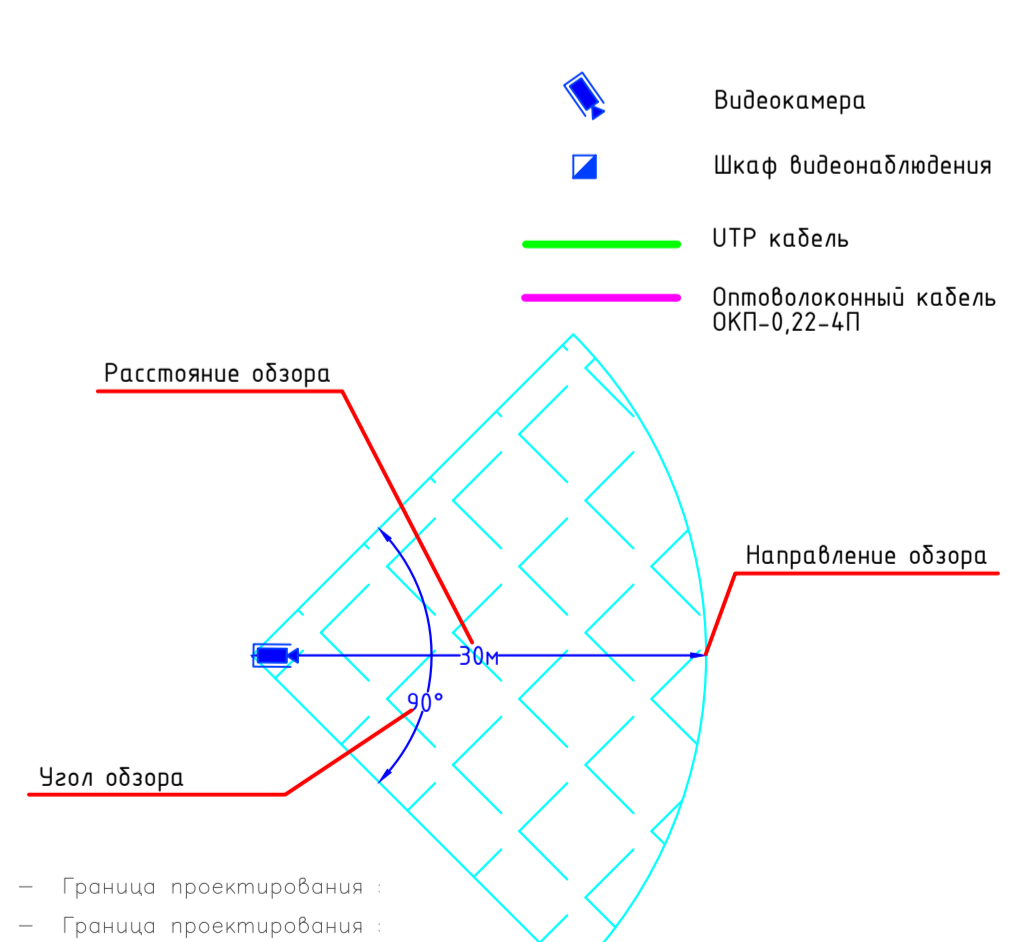 Видеокамера
Шкаф видеонаблюдения
UTP кабель
Оптоволоконный кабель
ОКП-0,22-4П
Расстояние обзора
Направление обзора
30м
90°
Угол обзора
— Граница проектирования :
— Граница проектирования :